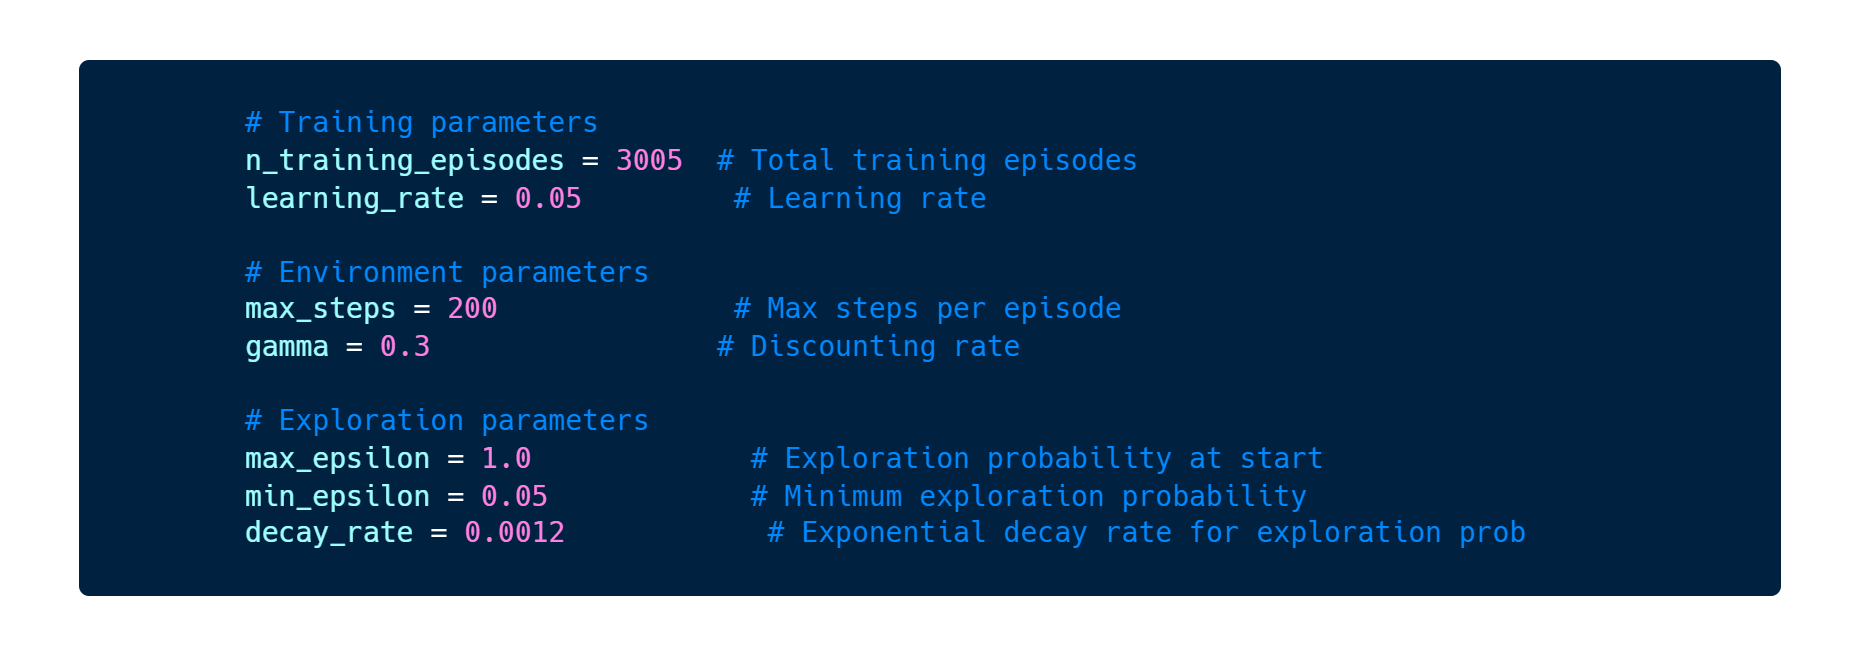 # Training parameters
n_training_episodes = 3005  # Total training episodes
learning_rate = 0.05         # Learning rate
# Environment parameters
max_steps = 200              # Max steps per episode
gamma = 0.3                 # Discounting rate
# Exploration parameters
max_epsilon = 1.0             # Exploration probability at start
min_epsilon = 0.05            # Minimum exploration probability
decay_rate = 0.0012            # Exponential decay rate for exploration prob